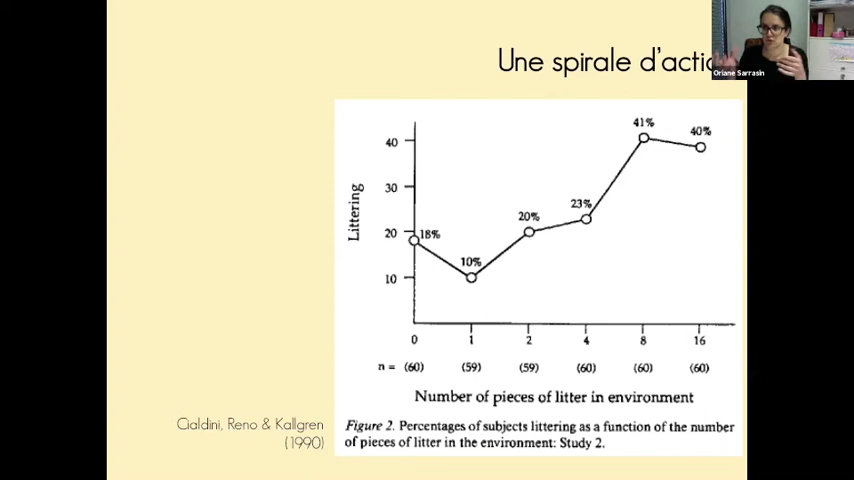 Une spirale d'actio
Oriane Sarrasin
Littering
40
30
20
10
18%
10%
20%
23%
41%
40%
0 1 2 4 8 16
n = (60) (59) (59) (60) (60) (60)
Number of pieces of litter in environment
Figure 2. Percentages of subjects littering as a function of the number
of pieces of litter in the environment: Study 2.
Cialdini, Reno & Kallgren
(1990)